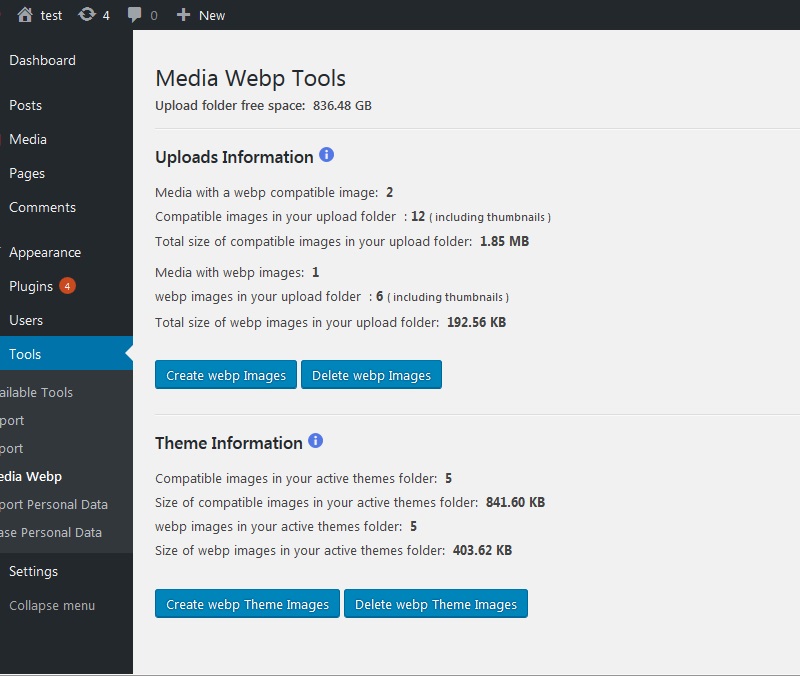 test 4 0 New
Dashboard
Posts
Media
Pages
Comments
Appearance
Plugins 4
Users
Tools
ailable Tools
port
port
edia Webp
port Personal Data
ase Personal Data
Settings
Collapse menu
Media Webp Tools
Upload folder free space: 836.48 GB
Uploads Information i
Media with a webp compatible image: 2
Compatible images in your upload folder : 12 ( including thumbnails )
Total size of compatible images in your upload folder: 1.85 MB
Media with webp images: 1
webp images in your upload folder : 6 ( including thumbnails )
Total size of webp images in your upload folder: 192.56 KB
Create webp Images Delete webp Images
Theme Information i
Compatible images in your active themes folder: 5
Size of compatible images in your active themes folder: 841.60 KB
webp images in your active themes folder: 5
Size of webp images in your active themes folder: 403.62 KB
Create webp Theme Images Delete webp Theme Images